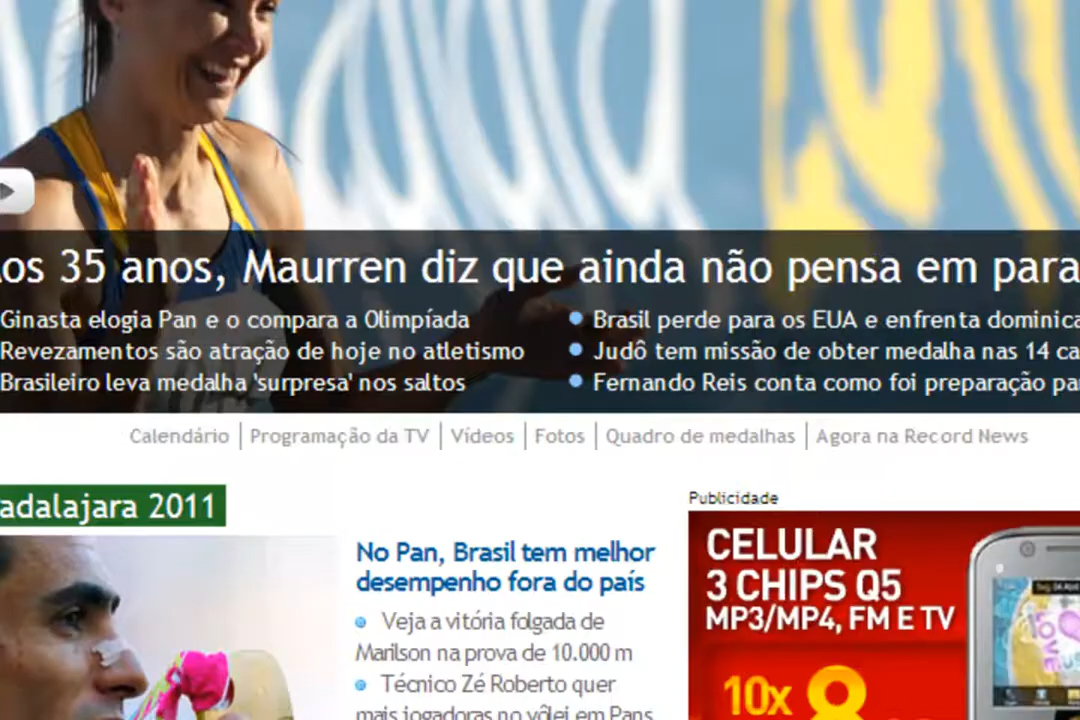 os 35 anos, Maurren diz que ainda não pensa em para
Ginasta elogia Pan e o compara a Olimpíada
Revezamentos são atração de hoje no atletismo
Brasileiro leva medalha 'surpresa' nos saltos
Brasil perde para os EUA e enfrenta dominica
Judô tem missão de obter medalha nas 14 ca
Fernando Reis conta como foi preparação pa
Calendário | Programação da TV | Vídeos | Fotos | Quadro de medalhas | Agora na Record News
adalajara 2011
No Pan, Brasil tem melhor
desempenho fora do país
Veja a vitória folgada de
Marilson na prova de 10.000 m
Técnico Zé Roberto quer
mais jogadoras no vôlei em Pans
Publicidade
CELULAR
3 CHIPS Q5
MP3/MP4, FM E TV
10x 8